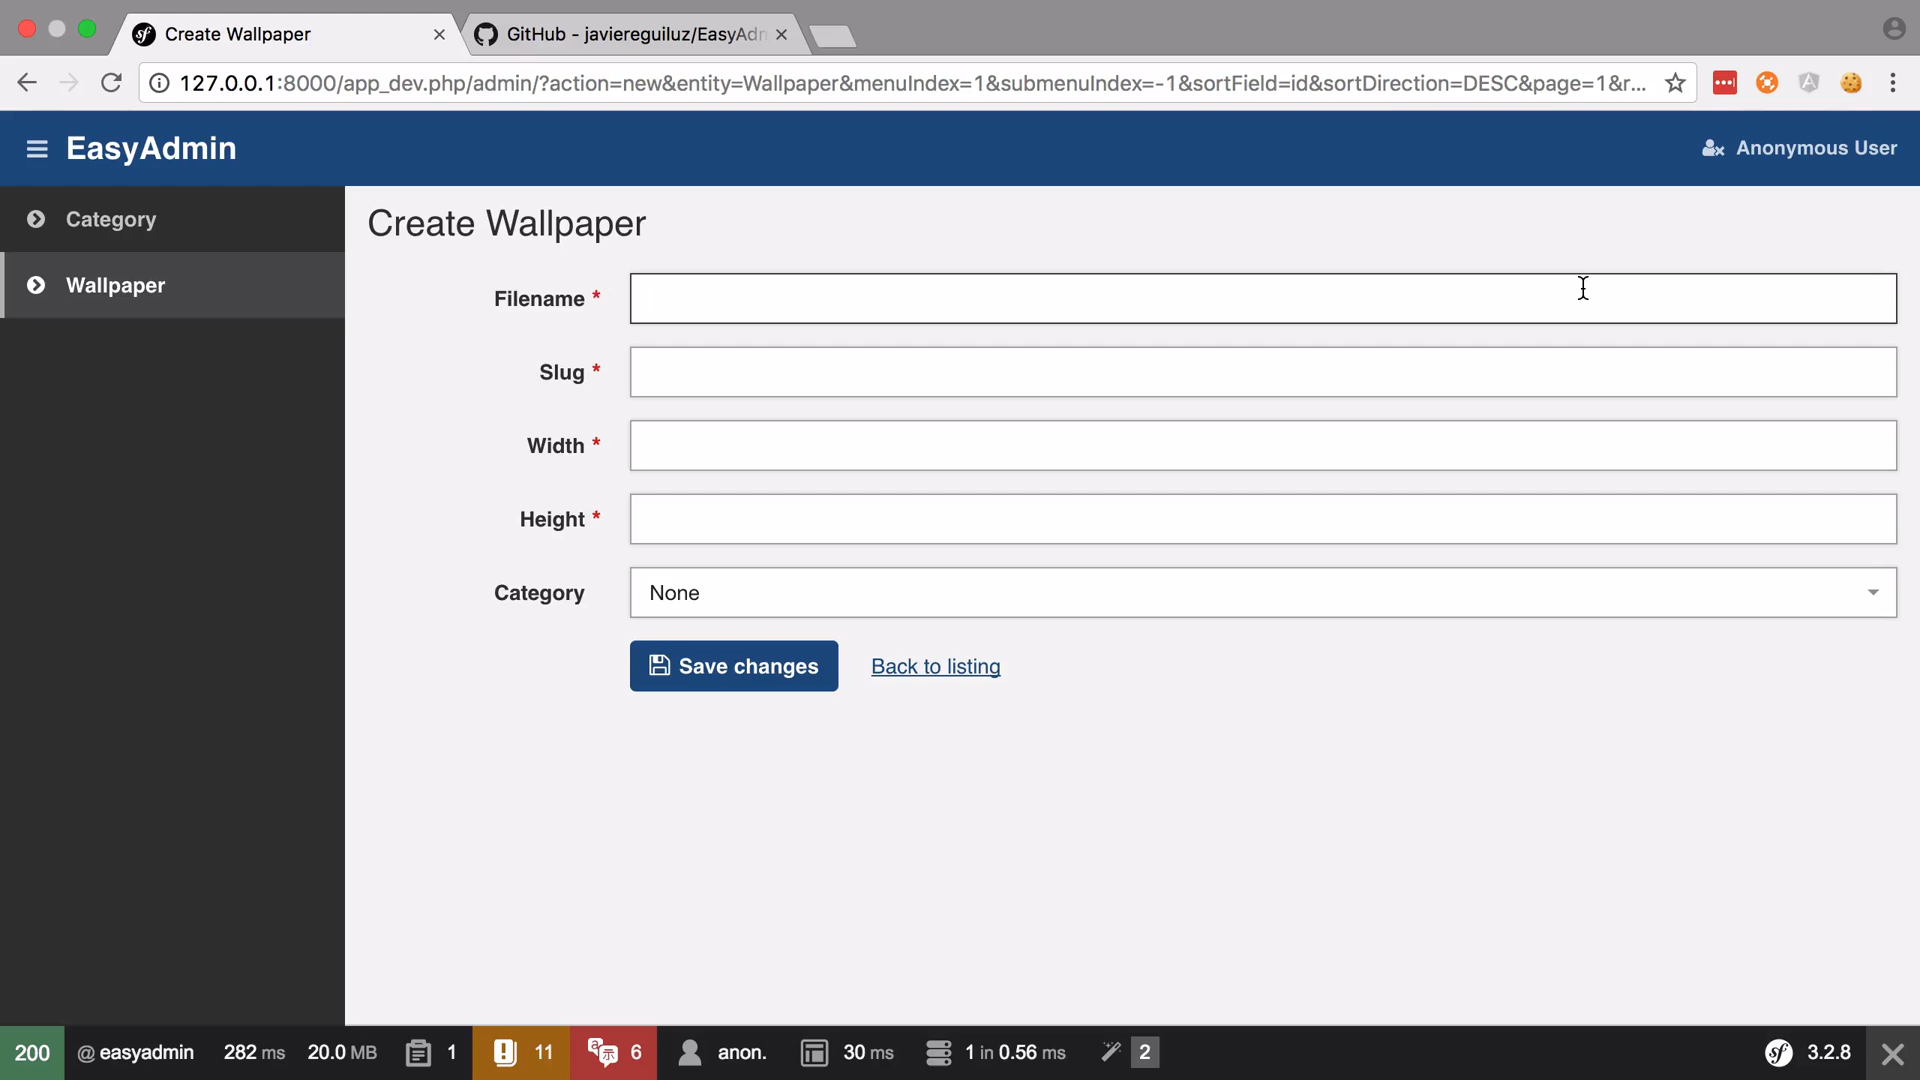 Create Wallpaper
GitHub - javiereguiluz/EasyAdm
127.0.0.1:8000/app_dev.php/admin/?action=new&entity=Wallpaper&menuIndex=1&submenuIndex=-1&sortField=id&sortDirection=DESC&page=1&r...
EasyAdmin
Anonymous User
Category
Wallpaper
Create Wallpaper
Filename *
Slug *
Width *
Height *
Category
None
Save changes
Back to listing
200 @ easyadmin 282 ms 20.0 MB 1 11 6 anon. 30 ms 1 in 0.56 ms 2 3.2.8